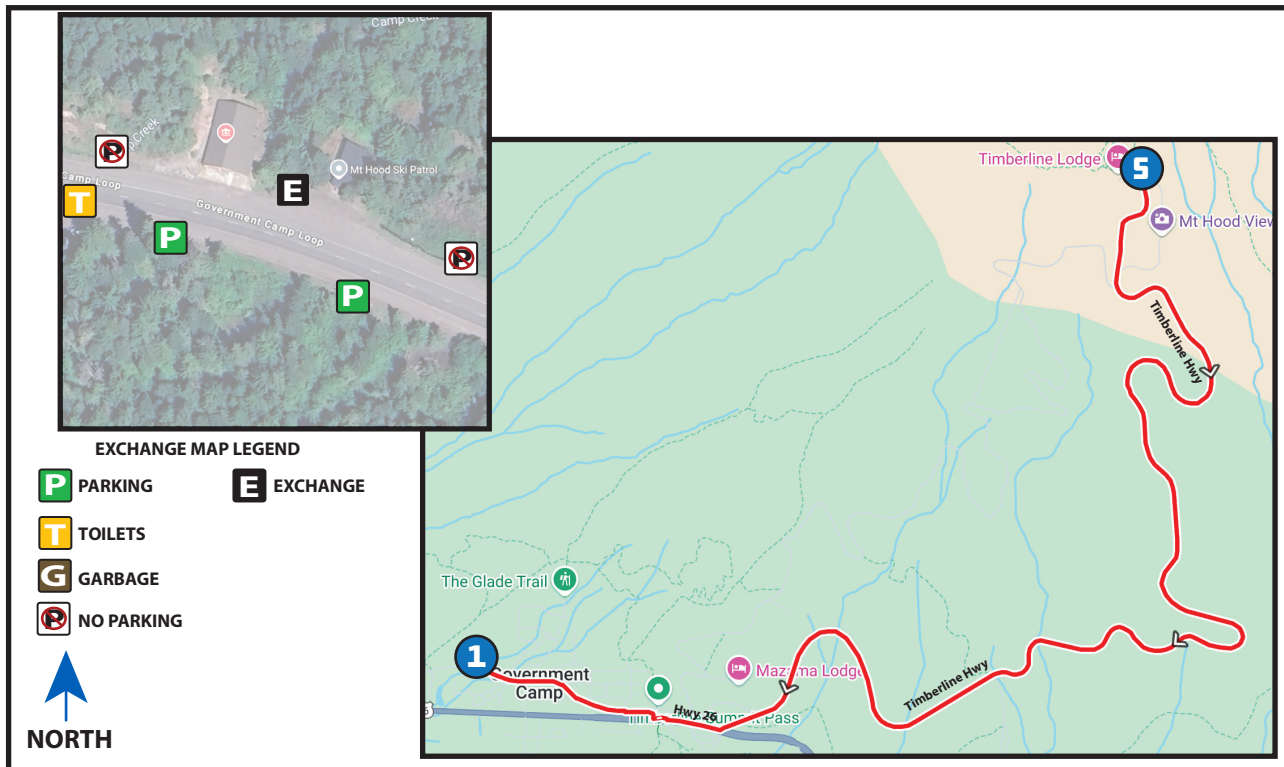 Camp Creek
Mt Hood Ski Patrol
Camp Loop
Government Camp Loop
P
T
P
E
P
P
EXCHANGE MAP LEGEND
P PARKING
E EXCHANGE
T TOILETS
G GARBAGE
P NO PARKING
NORTH
Timberline Lodge
S
Mt Hood View
Timberline Hwy
The Glade Trail
1
Government
Camp
Mazama Lodge
Timberline Hwy
Hwy 26
Pass